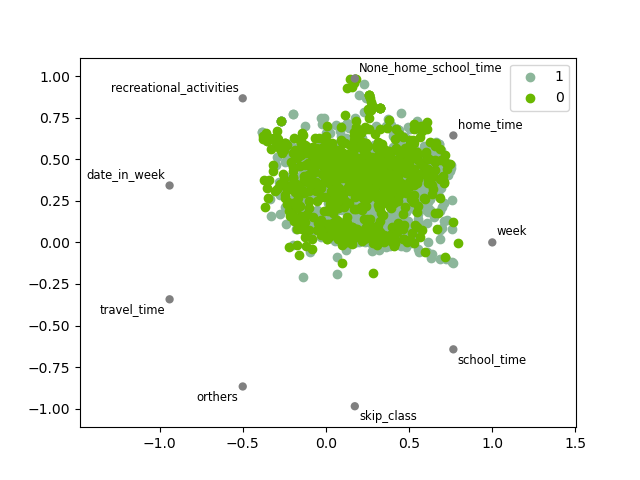 None_home_school_time
1
0
recreational_activities
home_time
date_in_week
week
travel_time
school_time
orthers
skip_class
1.00
0.75
0.50
0.25
0.00
−0.25
−0.50
−0.75
−1.00
−1.0
−0.5
0.0
0.5
1.0
1.5